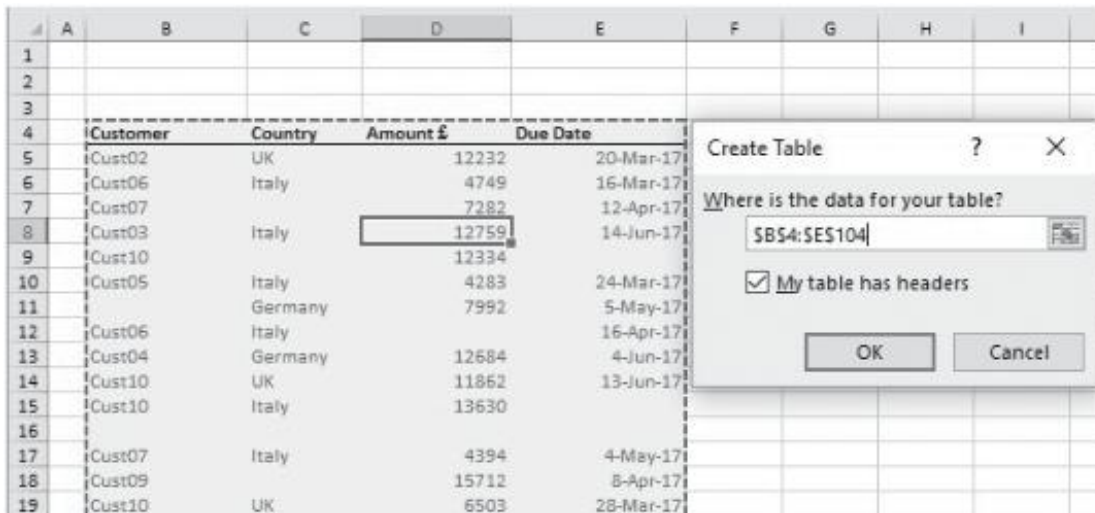 A B C D E F G H I
1
2
3
4 Customer Country Amount £ Due Date
5 Cust02 UK 12232 20-Mar-17
6 Cust06 Italy 4749 16-Mar-17
7 Cust07 7282 12-Apr-17
8 Cust03 Italy 12759 14-Jun-17
9 Cust10 12334
10 Cust05 Italy 4283 24-Mar-17
11 Germany 7992 5-May-17
12 Cust06 Italy 16-Apr-17
13 Cust04 Germany 12684 4-Jun-17
14 Cust10 UK 11862 13-Jun-17
15 Cust10 Italy 13630
16
17 Cust07 Italy 4394 4-May-17
18 Cust09 15712 8-Apr-17
19 Cust10 UK 6503 28-Mar-17
Create Table ? ×
Where is the data for your table?
$B$4:$E$104
My table has headers
OK Cancel